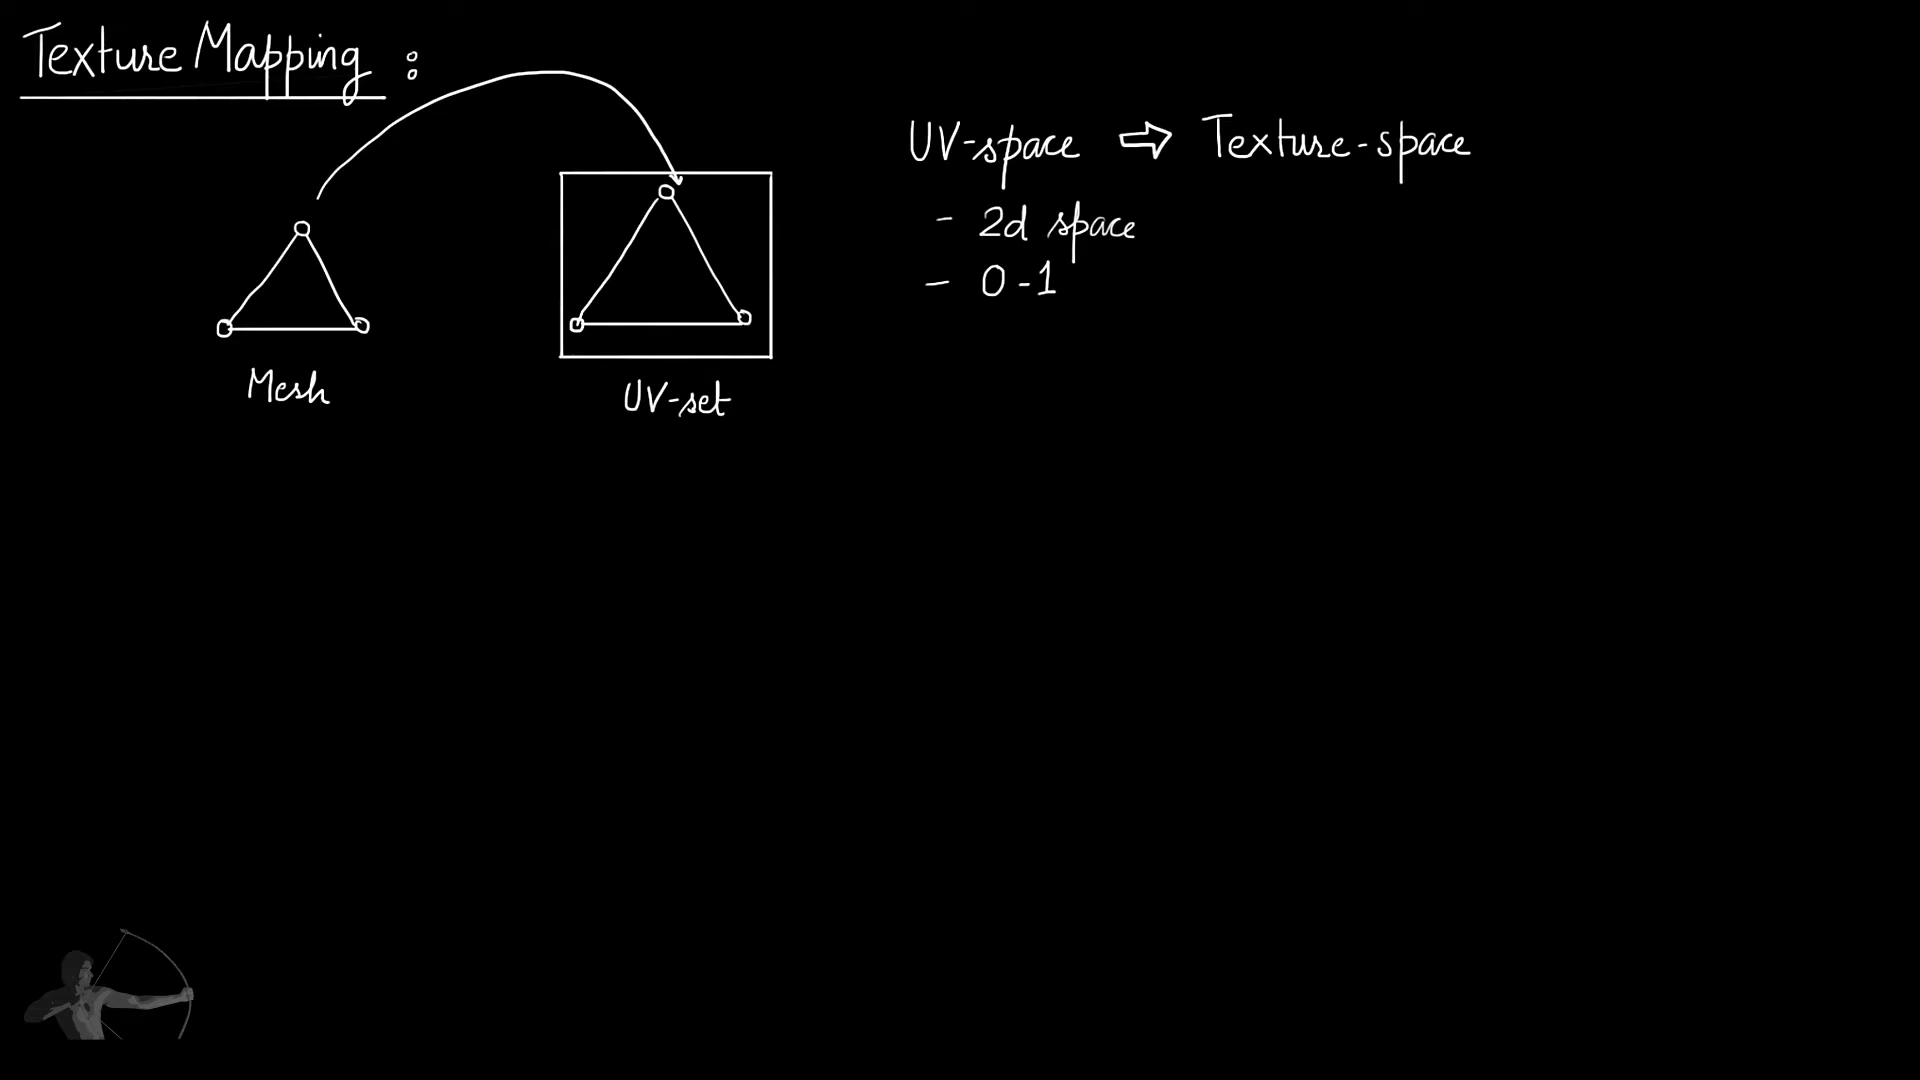 Texture Mapping :
UV-space ⇨ Texture-space
- 2d space
- 0-1
Mesh
UV-set